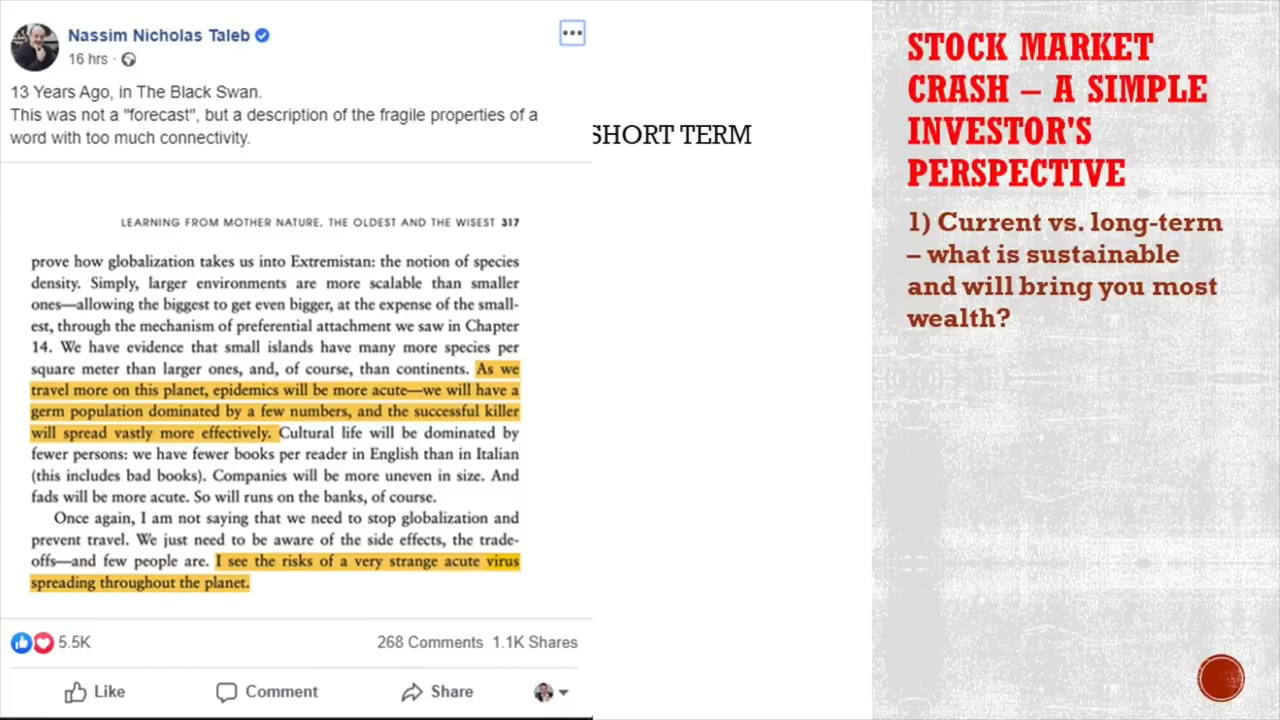 Nassim Nicholas Taleb
16 hrs ·
13 Years Ago, in The Black Swan.
This was not a "forecast", but a description of the fragile properties of a
word with too much connectivity.
LEARNING FROM MOTHER NATURE, THE OLDEST AND THE WISEST 317
prove how globalization takes us into Extremistan: the notion of species
density. Simply, larger environments are more scalable than smaller
ones—allowing the biggest to get even bigger, at the expense of the small-
est, through the mechanism of preferential attachment we saw in Chapter
14. We have evidence that small islands have many more species per
square meter than larger ones, and, of course, than continents. As we
travel more on this planet, epidemics will be more acute—we will have a
germ population dominated by a few numbers, and the successful killer
will spread vastly more effectively. Cultural life will be dominated by
fewer persons: we have fewer books per reader in English than in Italian
(this includes bad books). Companies will be more uneven in size. And
fads will be more acute. So will runs on the banks, of course.
Once again, I am not saying that we need to stop globalization and
prevent travel. We just need to be aware of the side effects, the trade-
offs—and few people are. I see the risks of a very strange acute virus
spreading throughout the planet.
5.5K
268 Comments 1.1K Shares
Like
Comment
Share
SHORT TERM
STOCK MARKET
CRASH – A SIMPLE
INVESTOR'S
PERSPECTIVE
1) Current vs. long-term
– what is sustainable
and will bring you most
wealth?